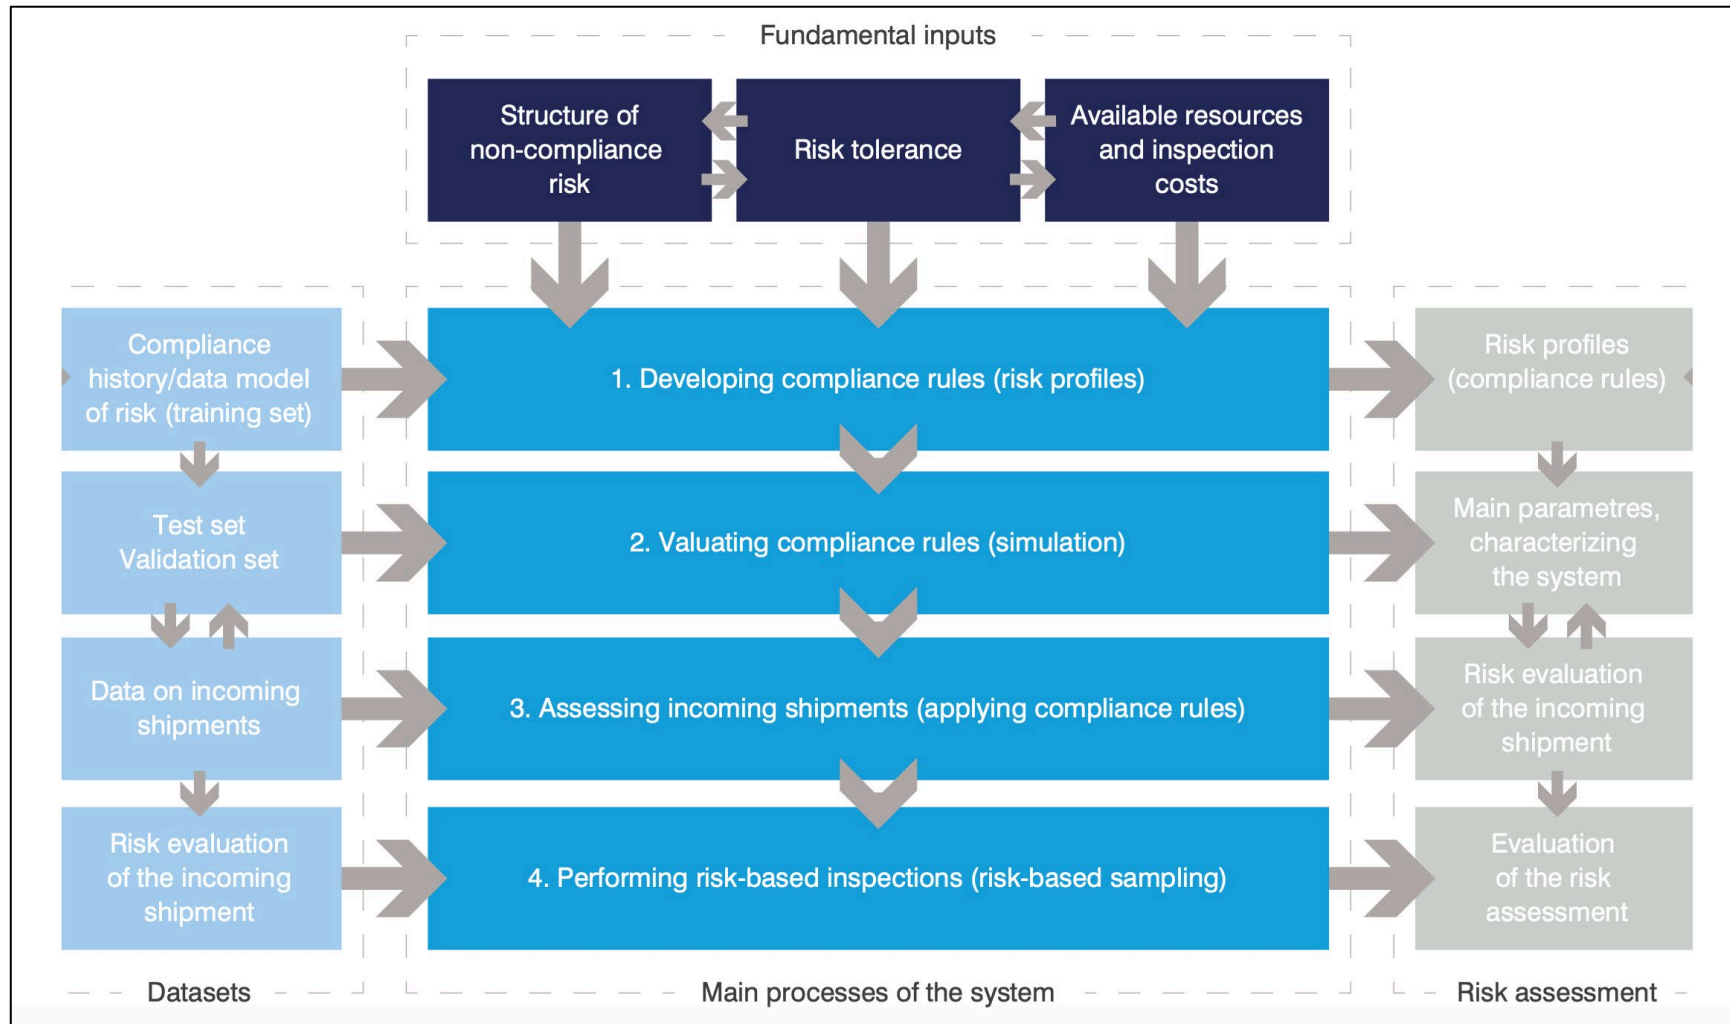 Fundamental inputs
Structure of
non-compliance
risk
Risk tolerance
Available resources
and inspection
costs
Compliance
history/data model
of risk (training set)
1. Developing compliance rules (risk profiles)
Risk profiles
(compliance rules)
Test set
Validation set
2. Valuating compliance rules (simulation)
Main parametres,
characterizing
the system
Data on incoming
shipments
3. Assessing incoming shipments (applying compliance rules)
Risk evaluation
of the incoming
shipment
Risk evaluation
of the incoming
shipment
4. Performing risk-based inspections (risk-based sampling)
Evaluation
of the risk
assessment
Datasets
Main processes of the system
Risk assessment